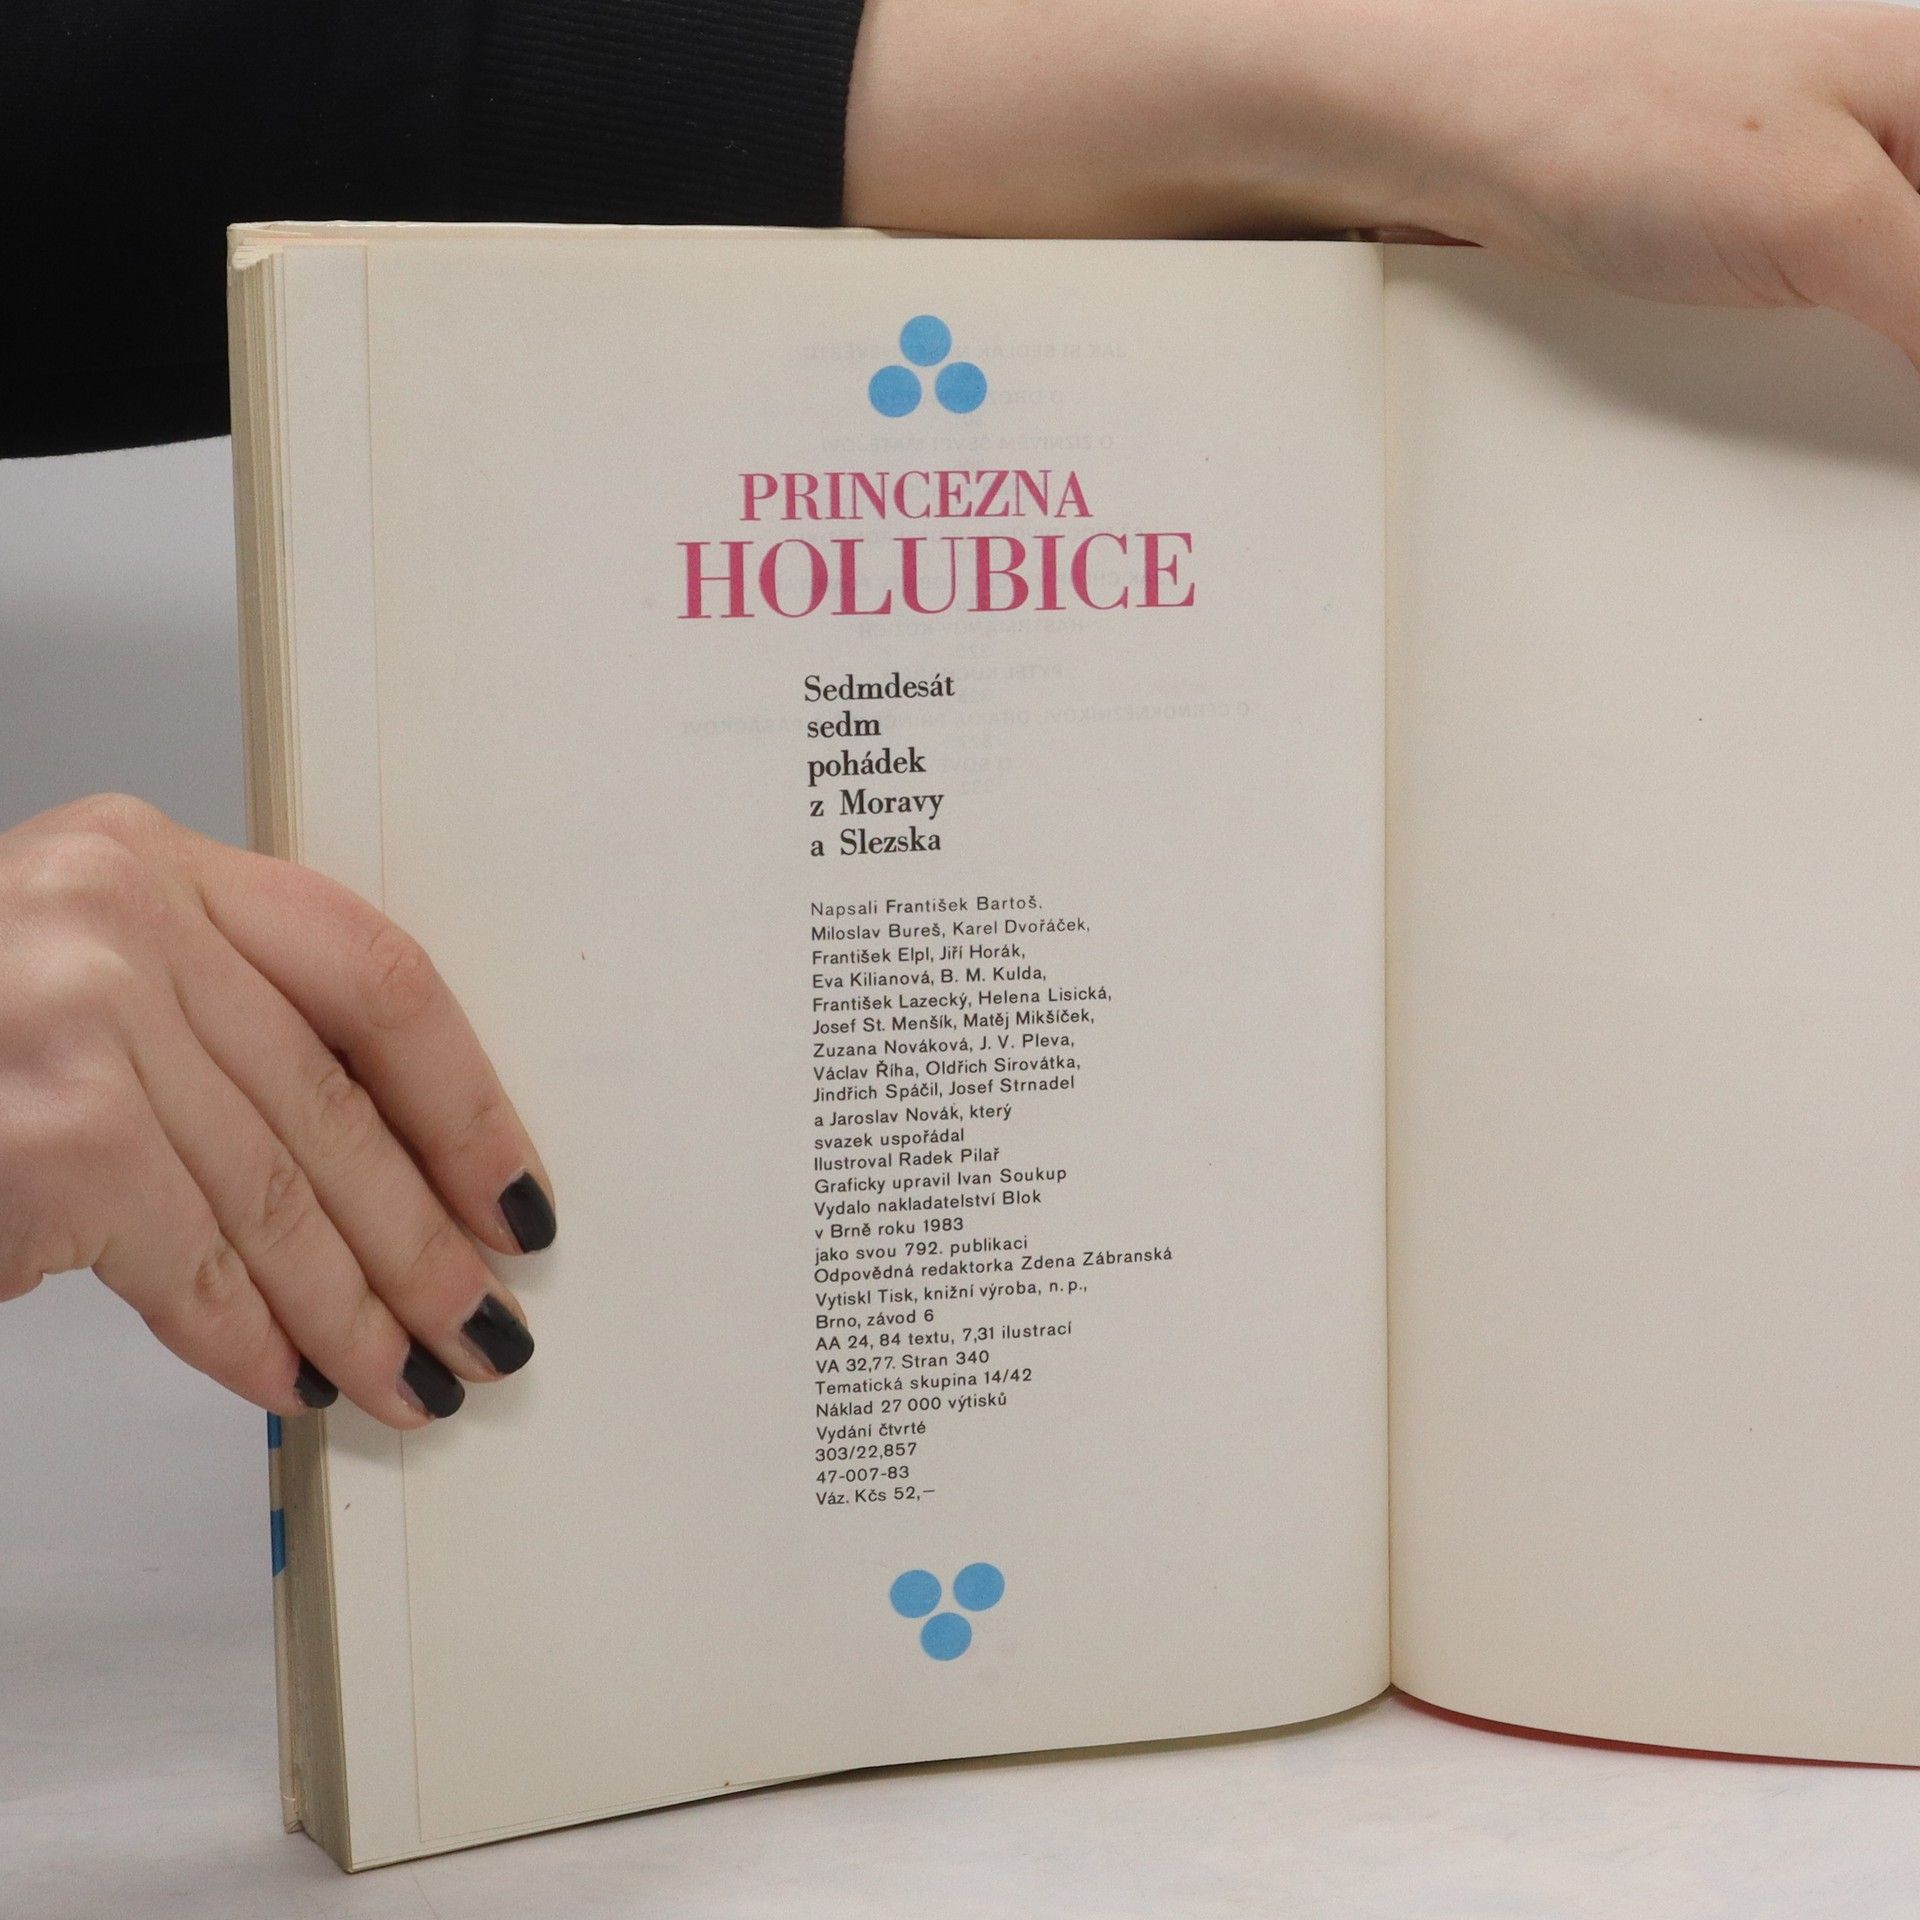 PRINCEZNA
HOLUBICE
Sedmdesát
sedm
pohádek
z Moravy
a Slezska
Napsali František Bartoš,
Miloslav Bureš, Karel Dvořáček,
František Elpl, Jiří Horák,
Eva Kilianová, B. M. Kulda,
František Lazecký, Helena Lisická,
Josef St. Menšík, Matěj Mikšíček,
Zuzana Nováková, J. V. Pleva,
Václav Říha, Oldřich Sirovátka,
Jindřich Spáčil, Josef Strnadel
a Jaroslav Novák, který
svazek uspořádal
Ilustroval Radek Pilař
Graficky upravil Ivan Soukup
Vydalo nakladatelství Blok
v Brně roku 1983
jako svou 792. publikaci
Odpovědná redaktorka Zdena Zábranská
Vytiskl Tisk, knižní výroba, n. p.,
Brno, závod 6
AA 24, 84 textu, 7,31 ilustrací
VA 32,77. Stran 340
Tematická skupina 14/42
Náklad 27 000 výtisků
Vydání čtvrté
303/22,857
47-007-83
Váz. Kčs 52,—